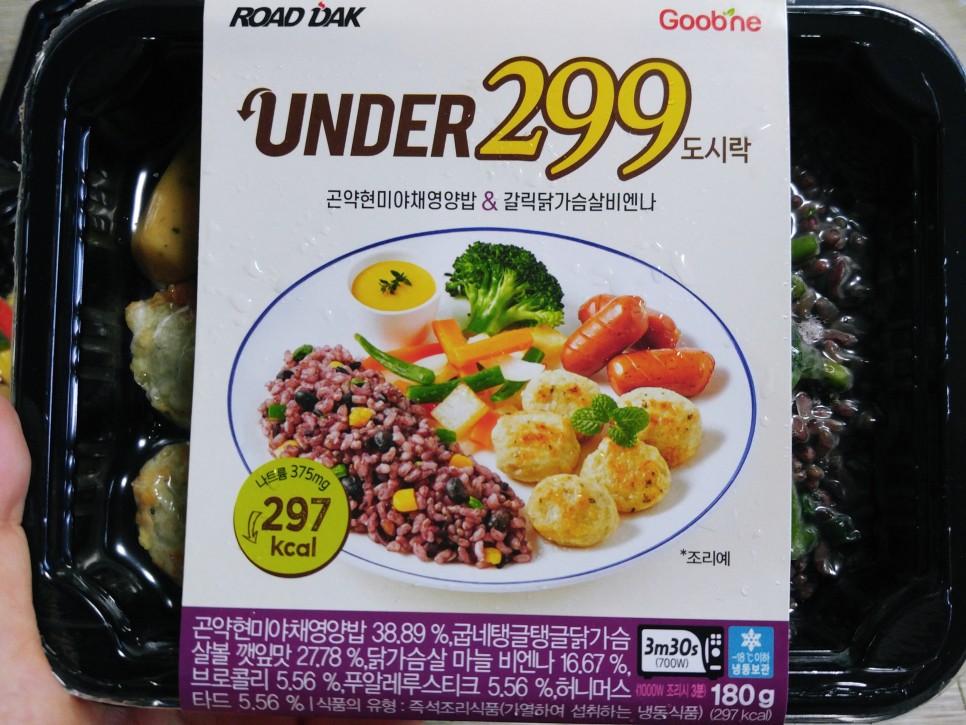 ROAD DAK
Goobne
UNDER 299 도시락
곤약현미야채영양밥 & 갈릭닭가슴살비엔나
나트륨 375mg
297
kcal
*조리예
곤약현미야채영양밥 38.89 %,굽네탱글탱글닭가슴
살볼 깻잎맛 27.78 %,닭가슴살 마늘 비엔나 16.67 %,
브로콜리 5.56 %,푸알레루스티크 5.56 %,허니머스
타드 5.56 % | 식품의 유형 : 즉석조리식품(가열하여 섭취하는 냉동식품)
3m30s
(700W)
(1000W 조리시 3분)
-18℃이하
냉동보관
180g
(297 kcal)